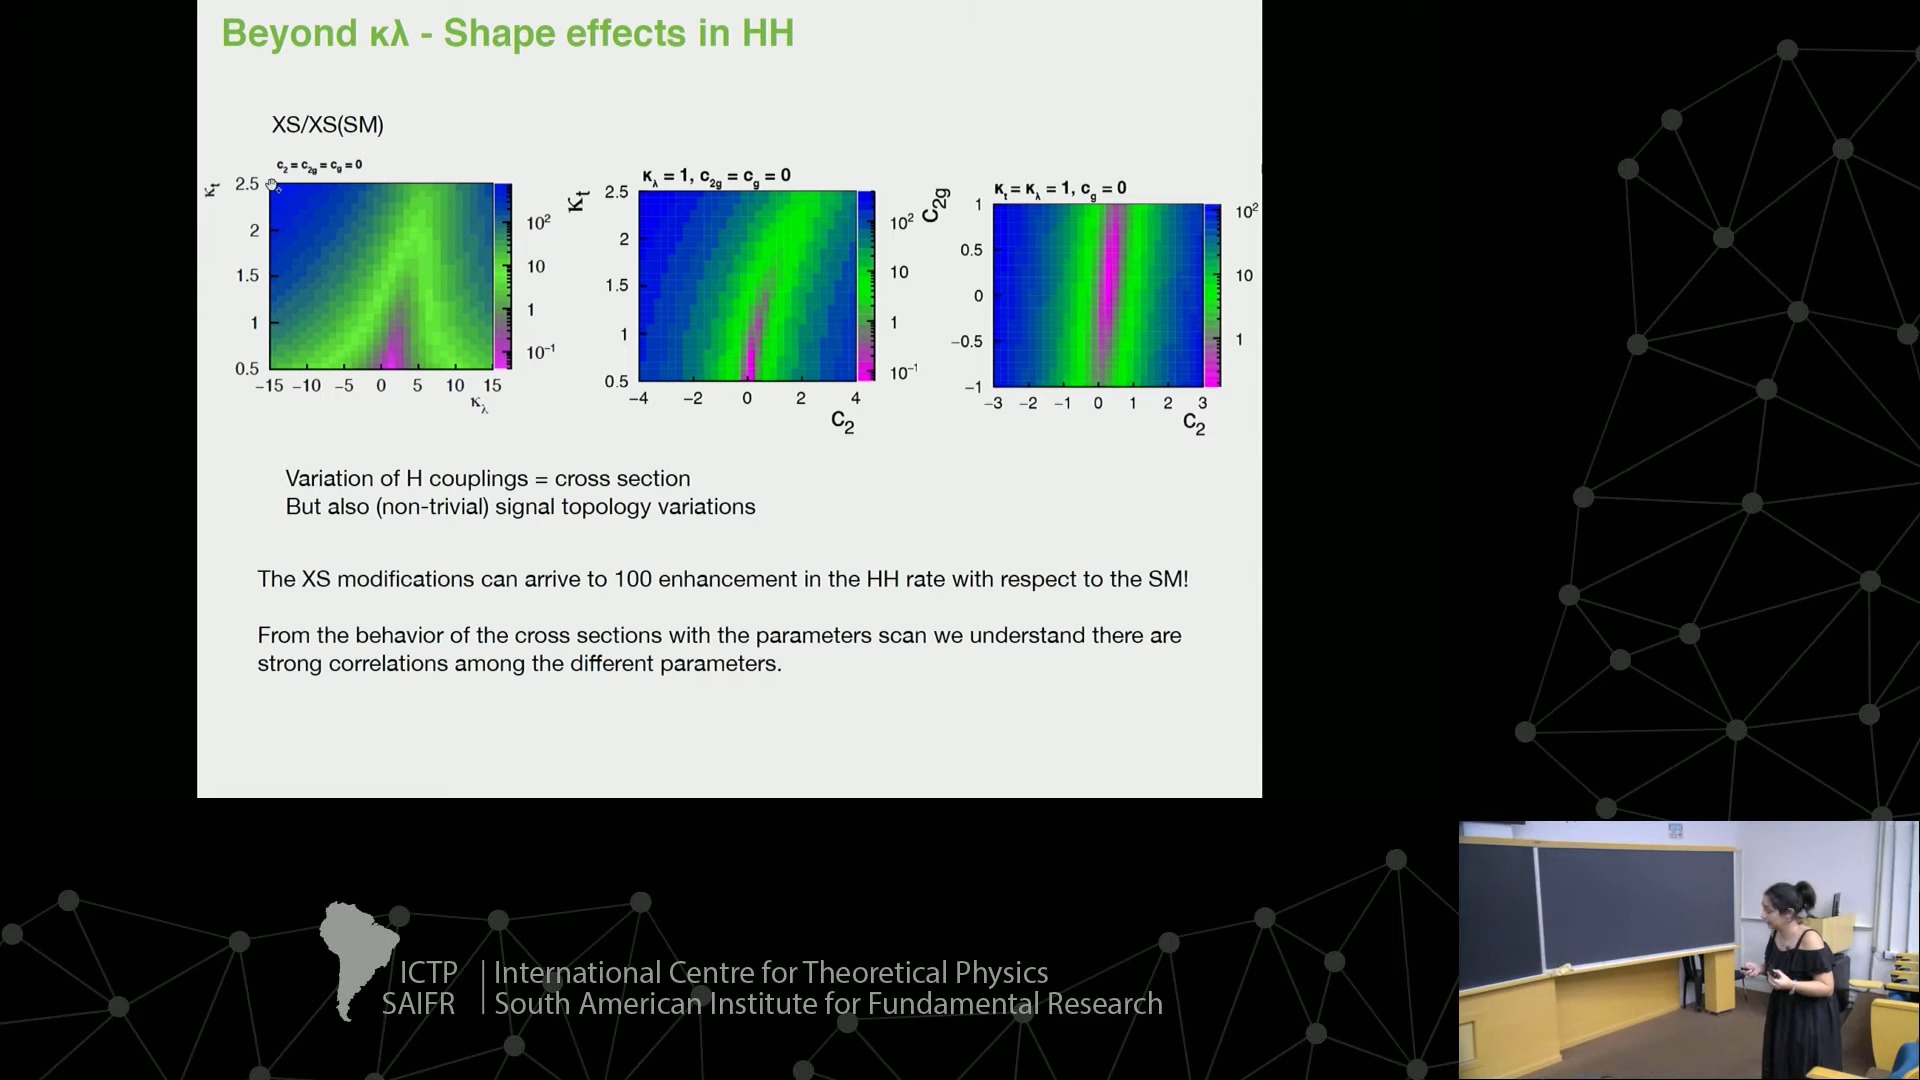 Beyond κλ - Shape effects in HH
XS/XS(SM)
c₂ = c₂g = cg = 0
κt
2.5
2
1.5
1
0.5
−15 −10 −5 0 5 10 15
κλ
10²
10
1
10⁻¹
κλ = 1, c₂g = cg = 0
κt
2.5
2
1.5
1
0.5
−4 −2 0 2 4
c₂
10²
10
1
10⁻¹
κt = κλ = 1, cg = 0
c₂g
1
0.5
0
−0.5
−1
−3 −2 −1 0 1 2 3
c₂
10²
10
1
Variation of H couplings = cross section
But also (non-trivial) signal topology variations
The XS modifications can arrive to 100 enhancement in the HH rate with respect to the SM!
From the behavior of the cross sections with the parameters scan we understand there are
strong correlations among the different parameters.
ICTP International Centre for Theoretical Physics
SAIFR South American Institute for Fundamental Research